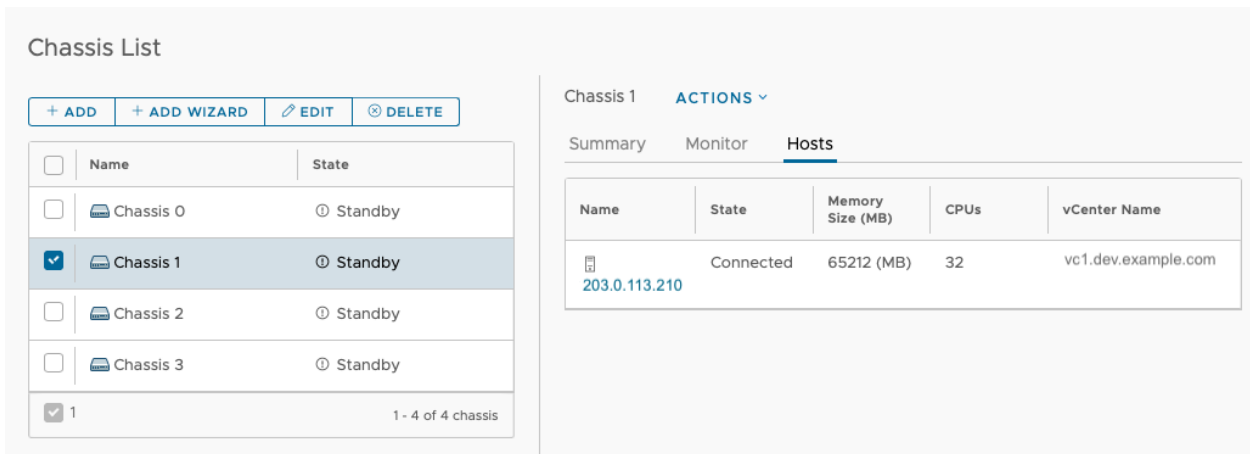 Chassis List
+ ADD + ADD WIZARD EDIT DELETE
Name State
Chassis 0 Standby
Chassis 1 Standby
Chassis 2 Standby
Chassis 3 Standby
1 1 - 4 of 4 chassis
Chassis 1 ACTIONS
Summary Monitor Hosts
Name State Memory Size (MB) CPUs vCenter Name
203.0.113.210 Connected 65212 (MB) 32 vc1.dev.example.com